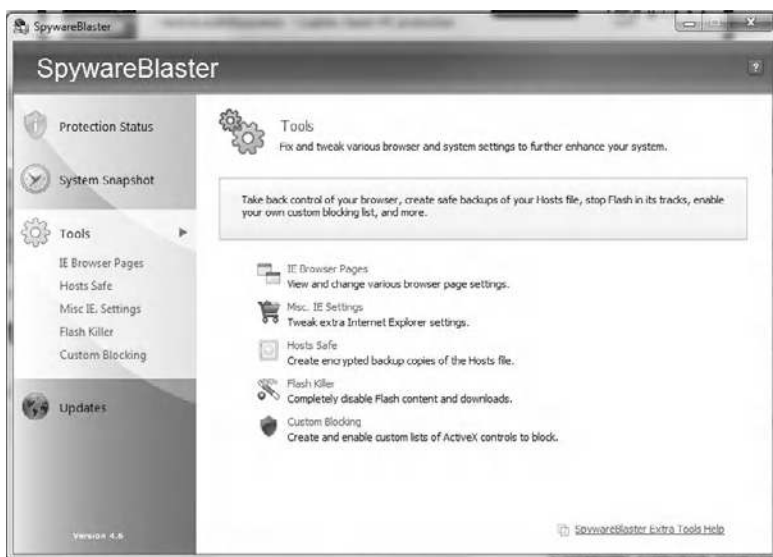 SpywareBlaster
SpywareBlaster
?
Protection Status
System Snapshot
Tools
IE Browser Pages
Hosts Safe
Misc IE. Settings
Flash Killer
Custom Blocking
Updates
Version 4.6
Tools
Fix and tweak various browser and system settings to further enhance your system.
Take back control of your browser, create safe backups of your Hosts file, stop Flash in its tracks, enable
your own custom blocking list, and more.
IE Browser Pages
View and change various browser page settings.
Misc. IE Settings
Tweak extra Internet Explorer settings.
Hosts Safe
Create encrypted backup copies of the Hosts file.
Flash Killer
Completely disable Flash content and downloads.
Custom Blocking
Create and enable custom lists of ActiveX controls to block.
SpywareBlaster Extra Tools Help